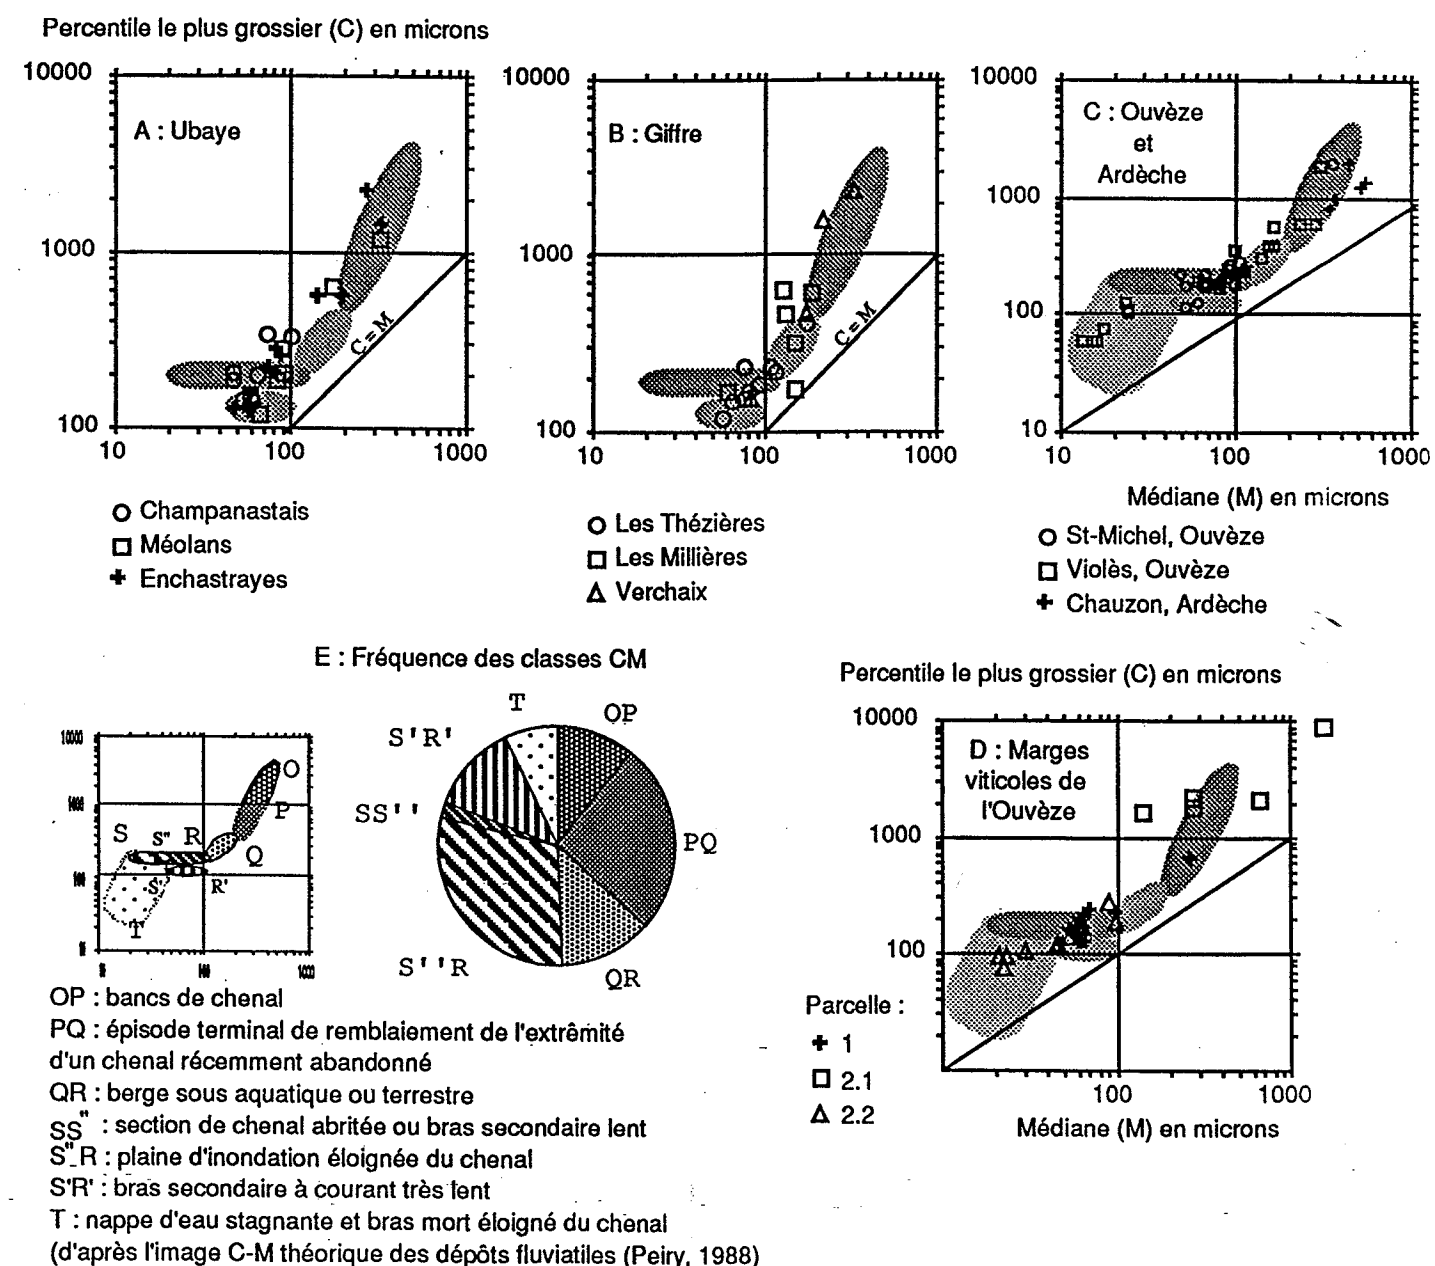 Percentile le plus grossier (C) en microns
10000
A : Ubaye
1000
C = M
100
10
100
1000
10000
B : Giffre
1000
C = M
100
10
100
1000
10000
C : Ouvèze
et
Ardèche
1000
100
10
10
100
1000
Médiane (M) en microns
Champanastais
Méolans
Enchastrayes
Les Thézières
Les Millières
Verchaix
St-Michel, Ouvèze
Violès, Ouvèze
Chauzon, Ardèche
E : Fréquence des classes CM
10000
O
P
S
S"
R
Q
S'
R'
T
T
OP
S'R'
SS''
PQ
S''R
QR
Percentile le plus grossier (C) en microns
10000
D : Marges
viticoles de
l'Ouvèze
1000
100
100
1000
Médiane (M) en microns
Parcelle :
1
2.1
2.2
OP : bancs de chenal
PQ : épisode terminal de remblaiement de l'extrêmité
d'un chenal récemment abandonné
QR : berge sous aquatique ou terrestre
SS" : section de chenal abritée ou bras secondaire lent
S"_R : plaine d'inondation éloignée du chenal
S'R' : bras secondaire à courant très lent
T : nappe d'eau stagnante et bras mort éloigné du chenal
(d'après l'image C-M théorique des dépôts fluviatiles (Peiry, 1988)